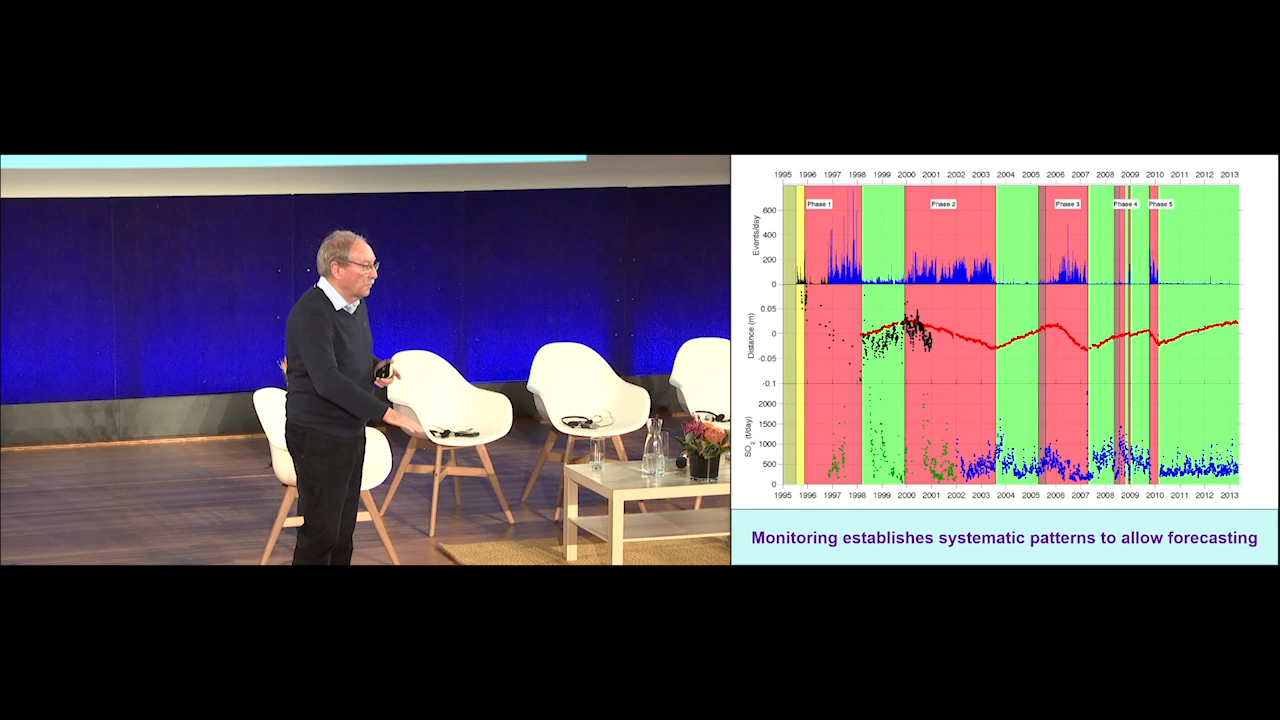 1995 1996 1997 1998 1999 2000 2001 2002 2003 2004 2005 2006 2007 2008 2009 2010 2011 2012 2013
Phase 1 Phase 2 Phase 3 Phase 4 Phase 5
Events/day
600
400
200
0
Distance (m)
0.05
0
-0.05
-0.1
SO2 (t/day)
2000
1500
1000
500
0
1995 1996 1997 1998 1999 2000 2001 2002 2003 2004 2005 2006 2007 2008 2009 2010 2011 2012 2013
Monitoring establishes systematic patterns to allow forecasting